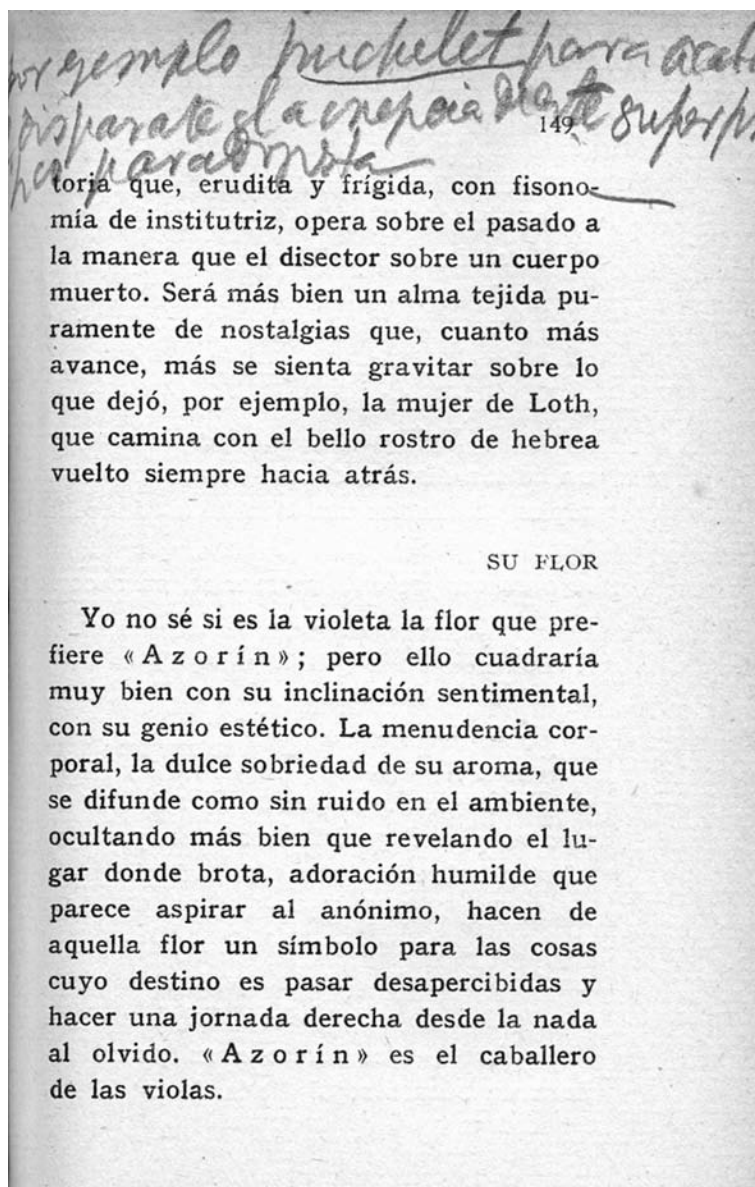 por ejemplo Michelet para
disparate
149
paradojista
toria que, erudita y frígida, con fisono-
mía de institutriz, opera sobre el pasado a
la manera que el disector sobre un cuerpo
muerto. Será más bien un alma tejida pu-
ramente de nostalgias que, cuanto más
avance, más se sienta gravitar sobre lo
que dejó, por ejemplo, la mujer de Loth,
que camina con el bello rostro de hebrea
vuelto siempre hacia atrás.
SU FLOR
Yo no sé si es la violeta la flor que pre-
fiere «Azorín»; pero ello cuadraría
muy bien con su inclinación sentimental,
con su genio estético. La menudencia cor-
poral, la dulce sobriedad de su aroma, que
se difunde como sin ruido en el ambiente,
ocultando más bien que revelando el lu-
gar donde brota, adoración humilde que
parece aspirar al anónimo, hacen de
aquella flor un símbolo para las cosas
cuyo destino es pasar desapercibidas y
hacer una jornada derecha desde la nada
al olvido. «Azorín» es el caballero
de las violas.